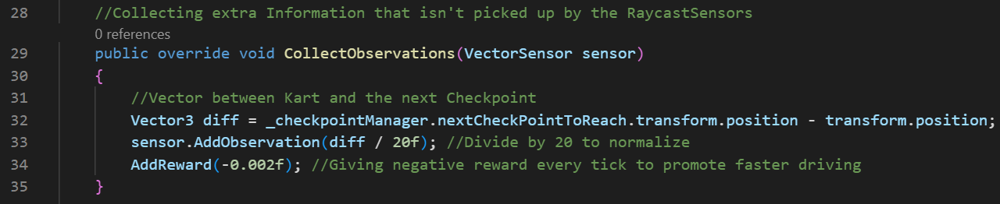 28 //Collecting extra Information that isn't picked up by the RaycastSensors
0 references
29 public override void CollectObservations(VectorSensor sensor)
30 {
31 //Vector between Kart and the next Checkpoint
32 Vector3 diff = _checkpointManager.nextCheckPointToReach.transform.position - transform.position;
33 sensor.AddObservation(diff / 20f); //Divide by 20 to normalize
34 AddReward(-0.002f); //Giving negative reward every tick to promote faster driving
35 }